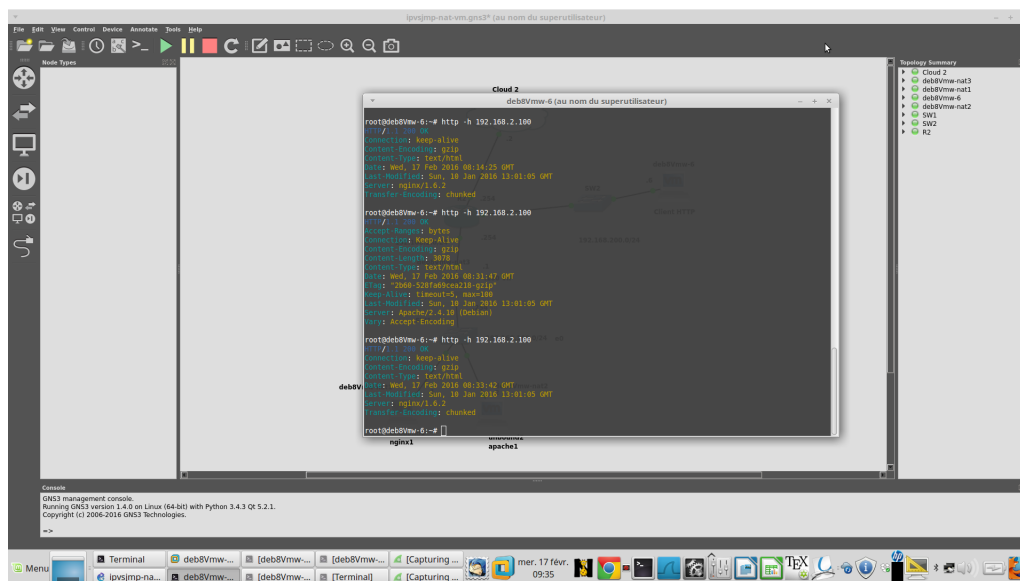 ipvsjmp-nat-vm.gns3* (au nom du superutilisateur)
File Edit View Control Device Annotate Tools Help
Node Types
Topology Summary
Cloud 2
deb8Vmw-nat3
deb8Vmw-nat1
deb8Vmw-6
deb8Vmw-nat2
SW1
SW2
R2
Cloud 2
deb8Vmw-6 (au nom du superutilisateur)
root@deb8Vmw-6:~# http -h 192.168.2.100
HTTP/1.1 200 OK
Connection: keep-alive
Content-Encoding: gzip
Content-Type: text/html
Date: Wed, 17 Feb 2016 08:14:25 GMT
Last-Modified: Sun, 10 Jan 2016 13:01:05 GMT
Server: nginx/1.6.2
Transfer-Encoding: chunked
root@deb8Vmw-6:~# http -h 192.168.2.100
HTTP/1.1 200 OK
Accept-Ranges: bytes
Connection: Keep-Alive
Content-Encoding: gzip
Content-Length: 3078
Content-Type: text/html
Date: Wed, 17 Feb 2016 08:31:47 GMT
ETag: "2b60-528fa69cea218-gzip"
Keep-Alive: timeout=5, max=100
Last-Modified: Sun, 10 Jan 2016 13:01:05 GMT
Server: Apache/2.4.10 (Debian)
Vary: Accept-Encoding
root@deb8Vmw-6:~# http -h 192.168.2.100
HTTP/1.1 200 OK
Connection: keep-alive
Content-Encoding: gzip
Content-Type: text/html
Date: Wed, 17 Feb 2016 08:33:42 GMT
Last-Modified: Sun, 10 Jan 2016 13:01:05 GMT
Server: nginx/1.6.2
Transfer-Encoding: chunked
root@deb8Vmw-6:~#
deb8V
nginx1
apache1
Console
GNS3 management console.
Running GNS3 version 1.4.0 on Linux (64-bit) with Python 3.4.3 Qt 5.2.1.
Copyright (c) 2006-2016 GNS3 Technologies.
=>
Menu
Terminal
deb8Vmw-...
[deb8Vmw-...
[deb8Vmw-...
[Capturing ...
ipvsjmp-na...
deb8Vmw-...
[deb8Vmw-...
[Terminal]
[Capturing ...
mer. 17 févr.
09:35
TEX